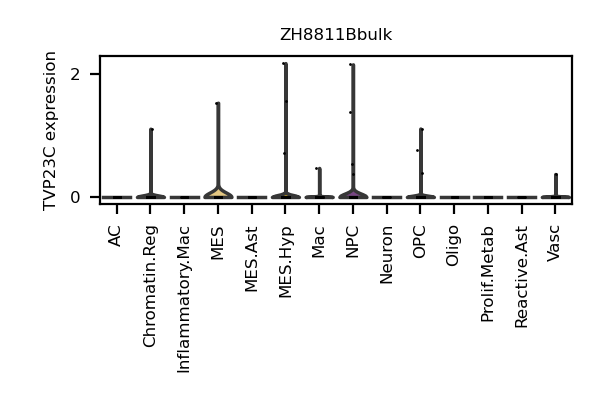 ZH8811Bbulk
TVP23C expression
2
0
AC
Chromatin.Reg
Inflammatory.Mac
MES
MES.Ast
MES.Hyp
Mac
NPC
Neuron
OPC
Oligo
Prolif.Metab
Reactive.Ast
Vasc